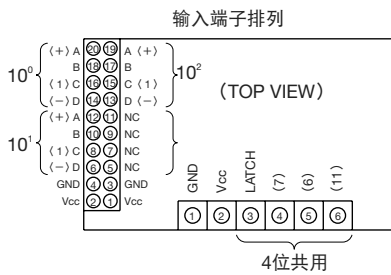 输入端子排列
(+) A ⑳ ⑲ A (+)
B ⑱ ⑰ B
10⁰ (1) C ⑯ ⑮ C (1) 10²
(−) D ⑭ ⑬ D (−)
(+) A ⑫ ⑪ NC
B ⑩ ⑨ NC
10¹ (1) C ⑧ ⑦ NC
(−) D ⑥ ⑤ NC
GND ④ ③ GND
Vcc ② ① Vcc
(TOP VIEW)
GND Vcc LATCH (7) (6) (11)
① ② ③ ④ ⑤ ⑥
4位共用